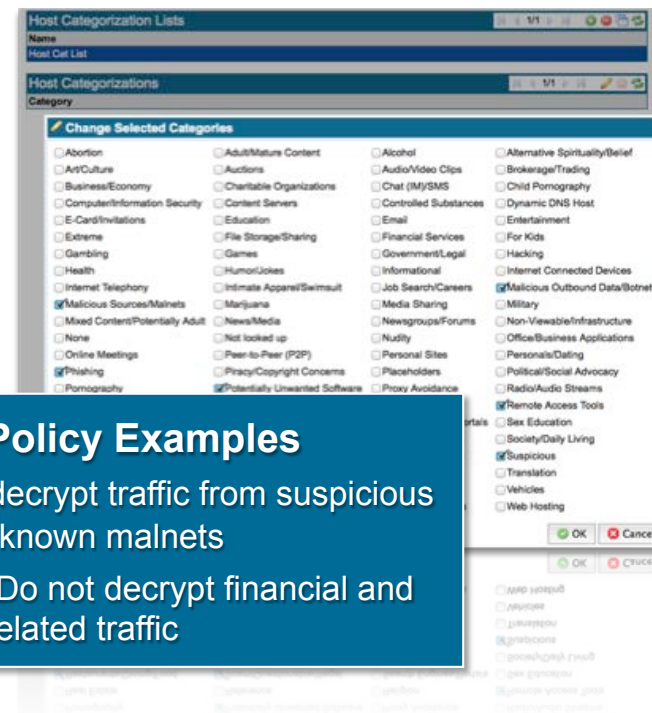 Host Categorization Lists
1/1
Name
Host Cat List
Host Categorizations
1/1
Category
Change Selected Categories
Abortion Adult/Mature Content Alcohol Alternative Spirituality/Belief
Art/Culture Auctions Audio/Video Clips Brokerage/Trading
Business/Economy Charitable Organizations Chat (IM)/SMS Child Pornography
Computer/Information Security Content Servers Controlled Substances Dynamic DNS Host
E-Card/Invitations Education Email Entertainment
Extreme File Storage/Sharing Financial Services For Kids
Gambling Games Government/Legal Hacking
Health Humor/Jokes Informational Internet Connected Devices
Internet Telephony Intimate Apparel/Swimsuit Job Search/Careers Malicious Outbound Data/Botnet
Malicious Sources/Malnets Marijuana Media Sharing Military
Mixed Content/Potentially Adult News/Media Newsgroups/Forums Non-Viewable/Infrastructure
None Not looked up Nudity Office/Business Applications
Online Meetings Peer-to-Peer (P2P) Personal Sites Personals/Dating
Phishing Piracy/Copyright Concerns Placeholders Political/Social Advocacy
Pornography Potentially Unwanted Software Proxy Avoidance Radio/Audio Streams
Remote Access Tools
ortals Sex Education
Society/Daily Living
Suspicious
Translation
Vehicles
Web Hosting
OK Cance
Policy Examples
decrypt traffic from suspicious
known malnets
Do not decrypt financial and
elated traffic